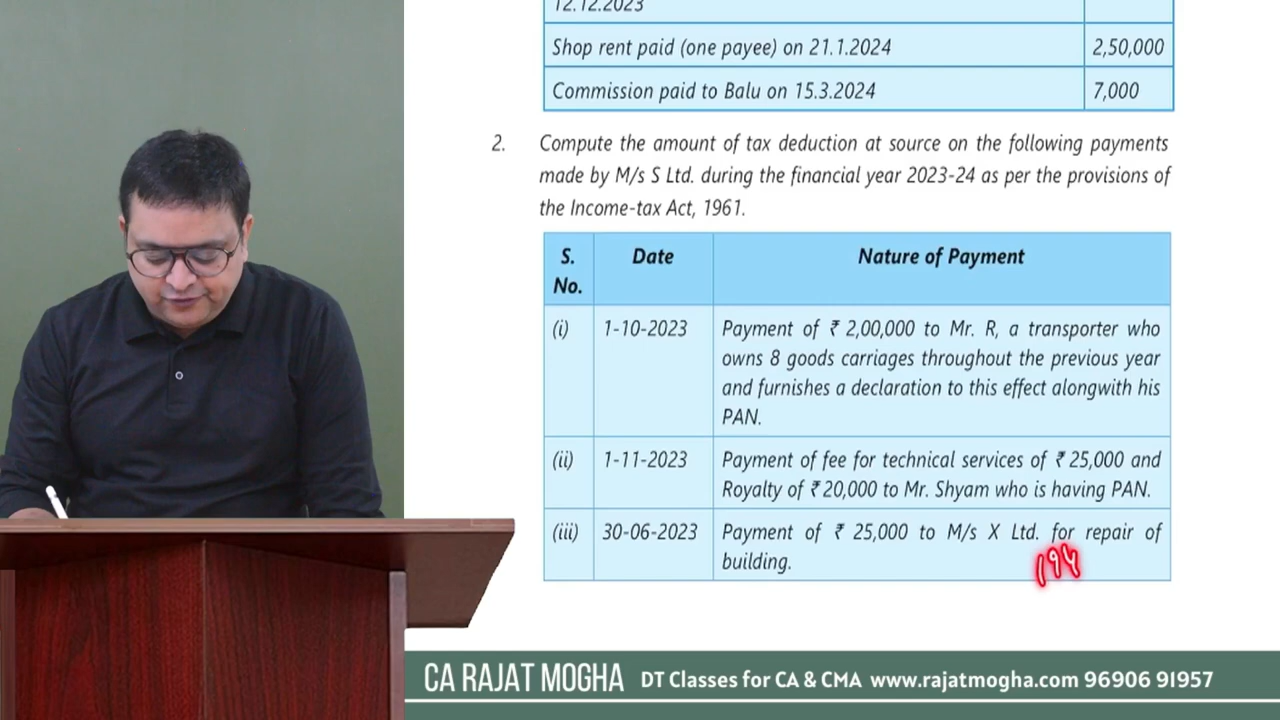 12.12.2023
Shop rent paid (one payee) on 21.1.2024 2,50,000
Commission paid to Balu on 15.3.2024 7,000
2. Compute the amount of tax deduction at source on the following payments
made by M/s S Ltd. during the financial year 2023-24 as per the provisions of
the Income-tax Act, 1961.
S. No. Date Nature of Payment
(i) 1-10-2023 Payment of ₹ 2,00,000 to Mr. R, a transporter who
owns 8 goods carriages throughout the previous year
and furnishes a declaration to this effect alongwith his
PAN.
(ii) 1-11-2023 Payment of fee for technical services of ₹ 25,000 and
Royalty of ₹ 20,000 to Mr. Shyam who is having PAN.
(iii) 30-06-2023 Payment of ₹ 25,000 to M/s X Ltd. for repair of
building.
194
CA RAJAT MOGHA DT Classes for CA & CMA www.rajatmogha.com 96906 91957